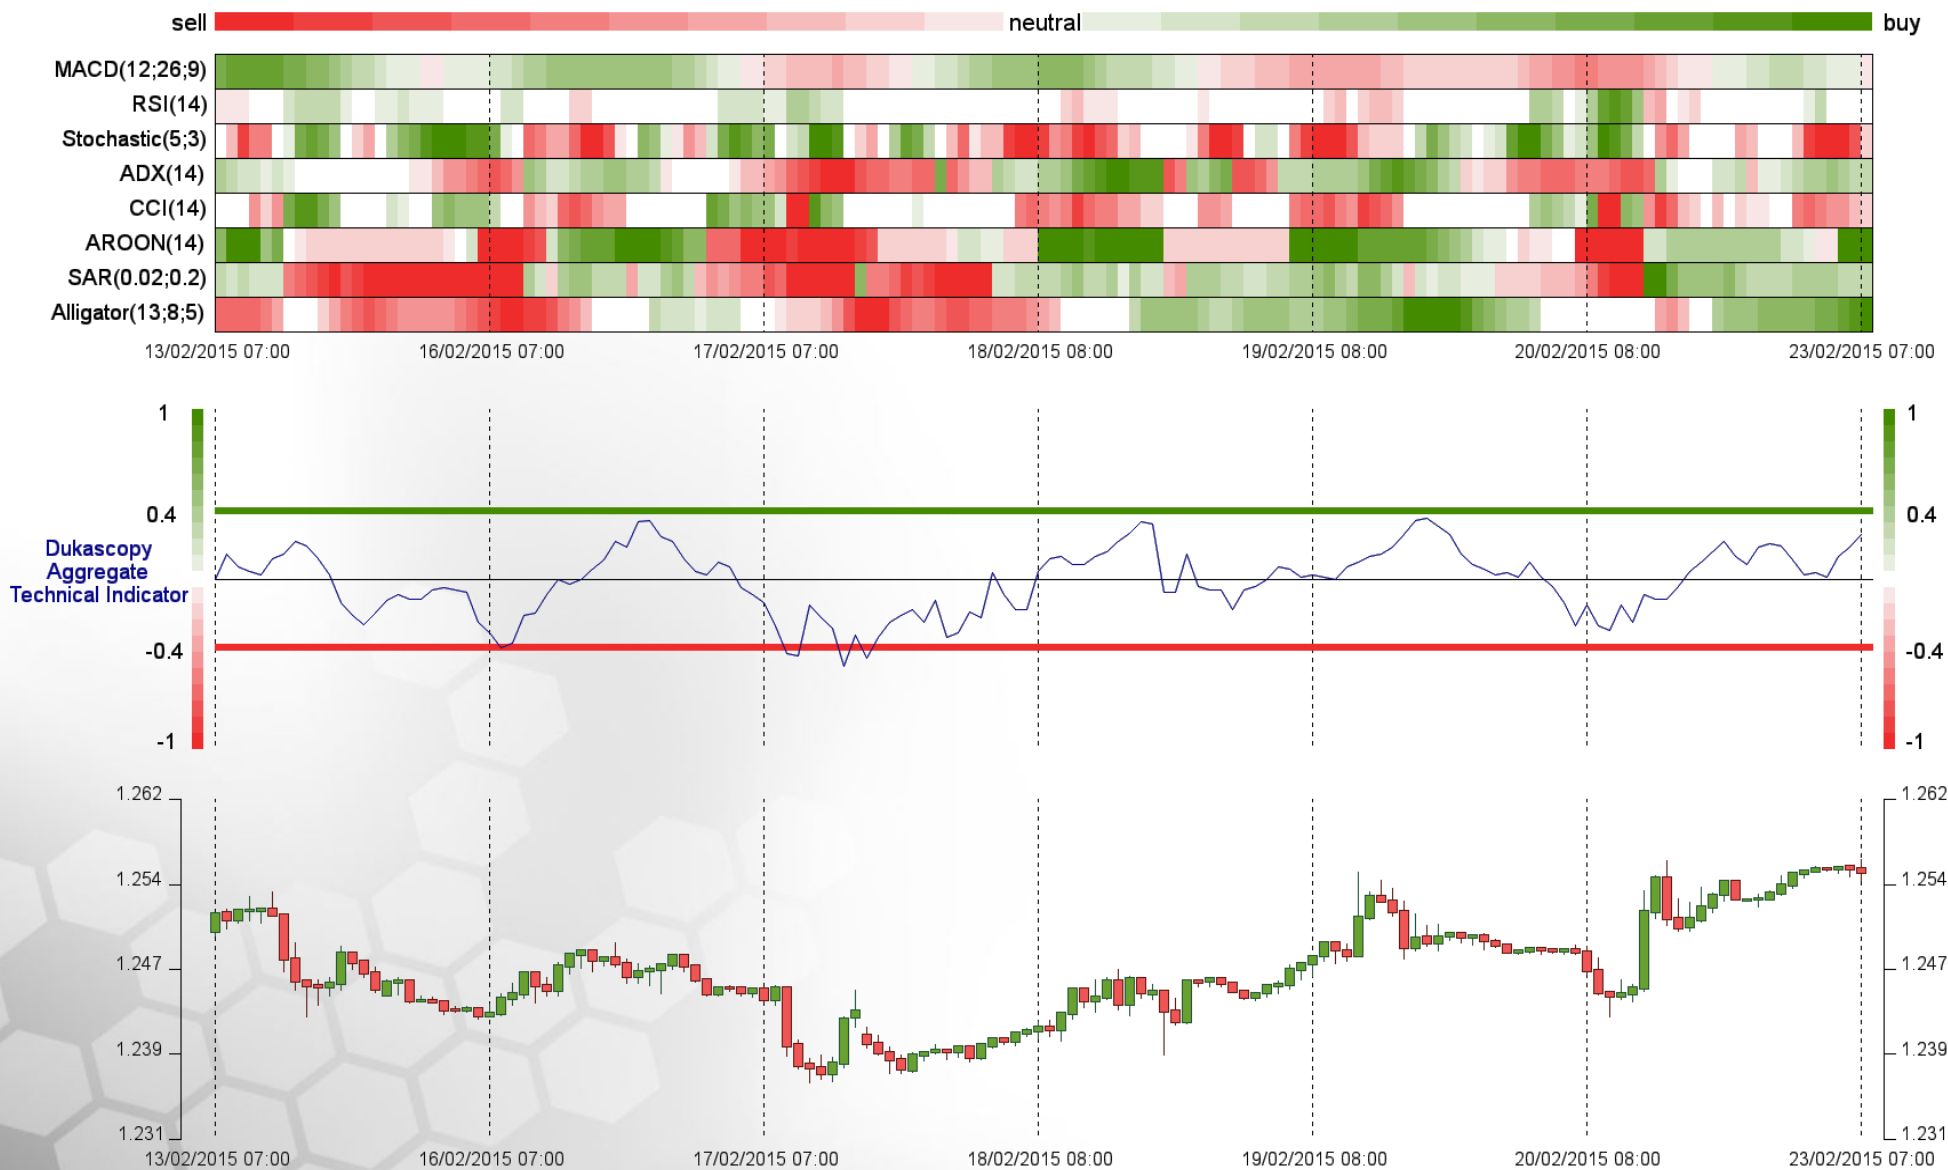 sell neutral buy
MACD(12;26;9)
RSI(14)
Stochastic(5;3)
ADX(14)
CCI(14)
AROON(14)
SAR(0.02;0.2)
Alligator(13;8;5)
13/02/2015 07:00 16/02/2015 07:00 17/02/2015 07:00 18/02/2015 08:00 19/02/2015 08:00 20/02/2015 08:00 23/02/2015 07:00
1 1
0.4 0.4
Dukascopy
Aggregate
Technical Indicator
-0.4 -0.4
-1 -1
1.262 1.262
1.254 1.254
1.247 1.247
1.239 1.239
1.231 1.231
13/02/2015 07:00 16/02/2015 07:00 17/02/2015 07:00 18/02/2015 08:00 19/02/2015 08:00 20/02/2015 08:00 23/02/2015 07:00